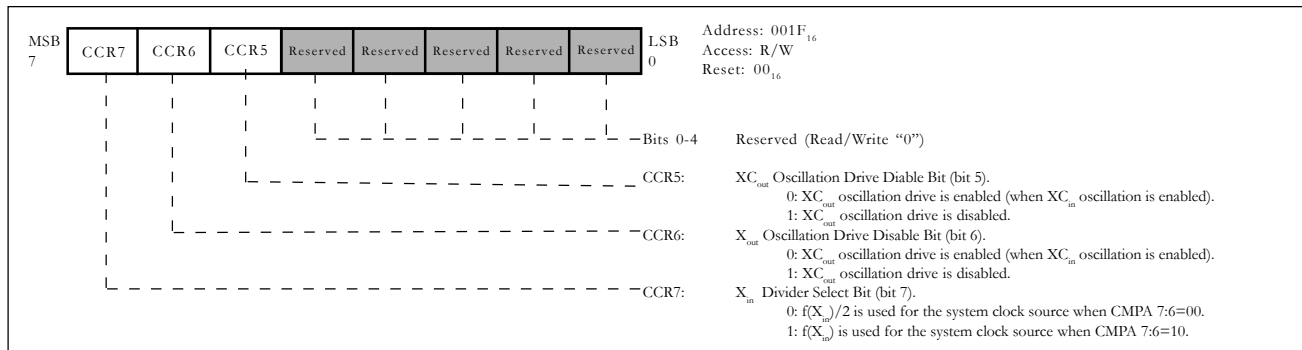 MSB
7
CCR7 CCR6 CCR5 Reserved Reserved Reserved Reserved Reserved
LSB
0
Address: 001F16
Access: R/W
Reset: 0016
Bits 0-4 Reserved (Read/Write “0”)
CCR5: XCout Oscillation Drive Diable Bit (bit 5).
0: XCout oscillation drive is enabled (when XCin oscillation is enabled).
1: XCout oscillation drive is disabled.
CCR6: Xout Oscillation Drive Disable Bit (bit 6).
0: XCout oscillation drive is enabled (when XCin oscillation is enabled).
1: XCout oscillation drive is disabled.
CCR7: Xin Divider Select Bit (bit 7).
0: f(Xin)/2 is used for the system clock source when CMPA 7:6=00.
1: f(Xin) is used for the system clock source when CMPA 7:6=10.